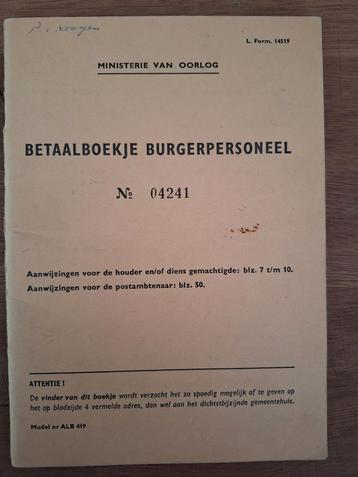 P. v. Kooyen
L. Form. 14519
MINISTERIE VAN OORLOG
BETAALBOEKJE BURGERPERSONEEL
№ 04241
Aanwijzingen voor de houder en/of diens gemachtigde: blz. 7 t/m 10.
Aanwijzingen voor de postambtenaar: blz. 50.
ATTENTIE !
De vinder van dit boekje wordt verzocht het zo spoedig mogelijk af te geven op
het op bladzijde 4 vermelde adres, dan wel aan het dichtstbijzijnde gemeentehuis.
Model nr ALB 419